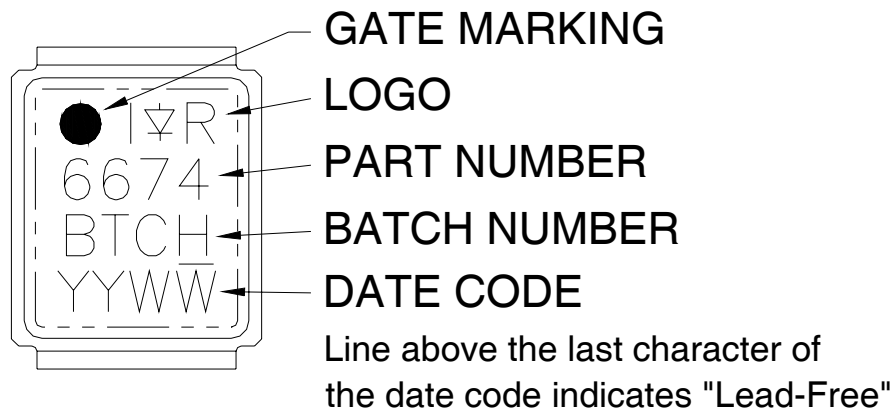 GATE MARKING
I R
LOGO
6674
PART NUMBER
BTCH
BATCH NUMBER
YYWW
DATE CODE
Line above the last character of
the date code indicates "Lead-Free"